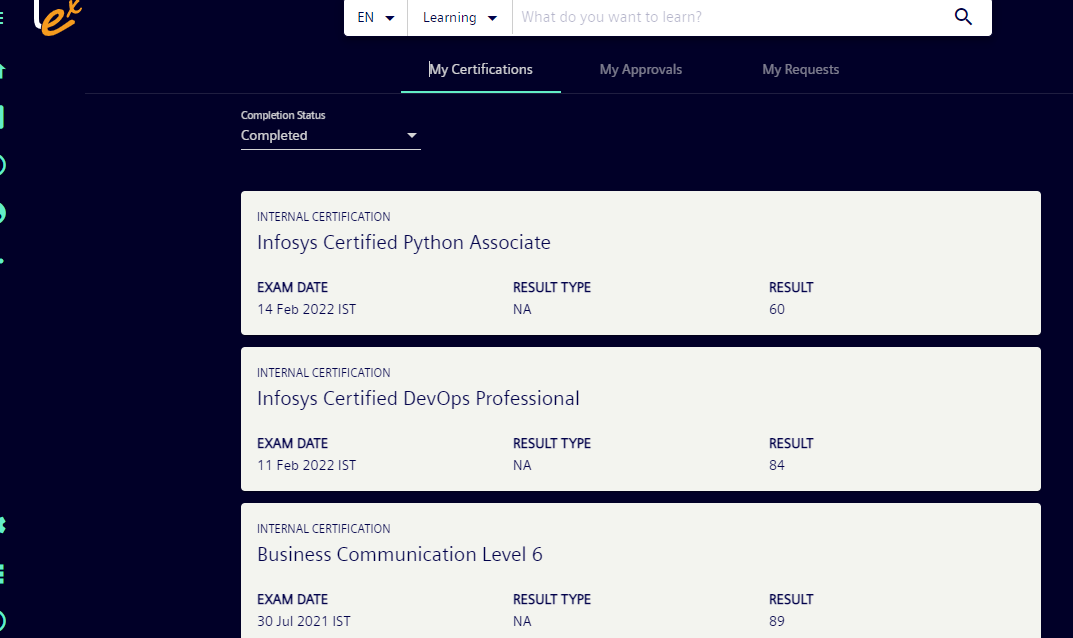 ex
EN Learning What do you want to learn?
My Certifications My Approvals My Requests
Completion Status
Completed
INTERNAL CERTIFICATION
Infosys Certified Python Associate
EXAM DATE RESULT TYPE RESULT
14 Feb 2022 IST NA 60
INTERNAL CERTIFICATION
Infosys Certified DevOps Professional
EXAM DATE RESULT TYPE RESULT
11 Feb 2022 IST NA 84
INTERNAL CERTIFICATION
Business Communication Level 6
EXAM DATE RESULT TYPE RESULT
30 Jul 2021 IST NA 89